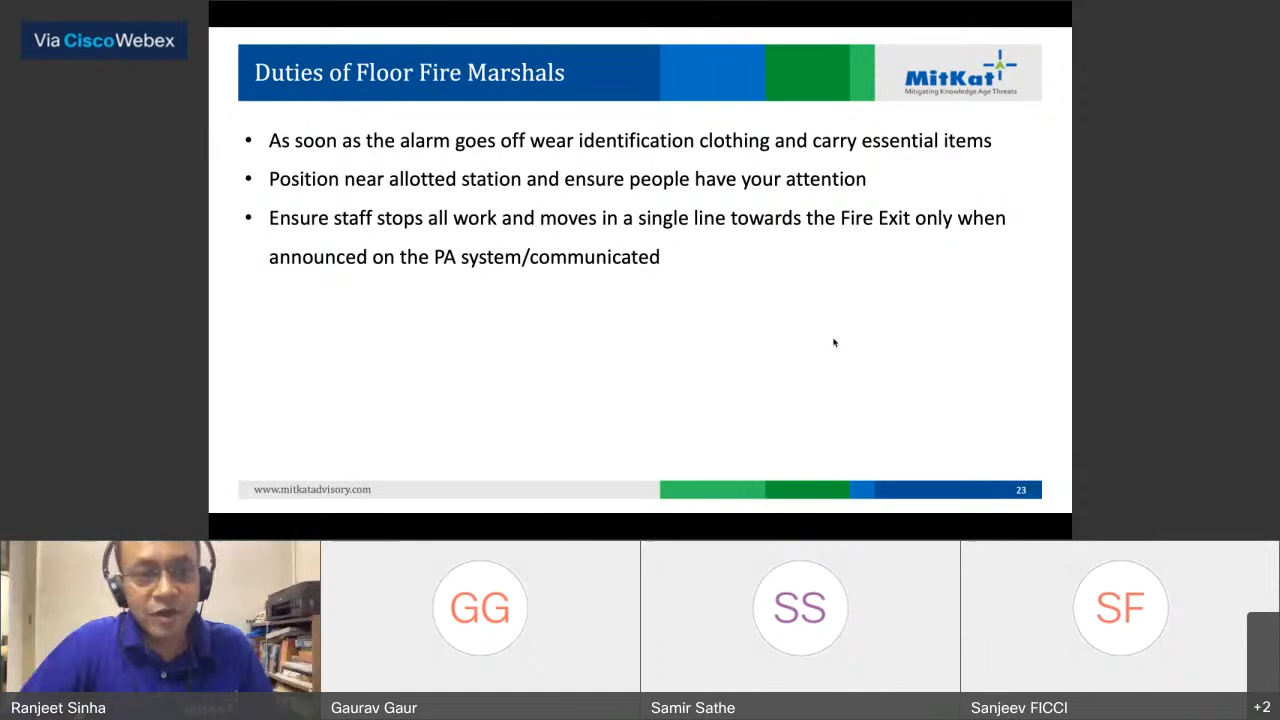 Via CiscoWebex
Duties of Floor Fire Marshals
MitKat
Mitigating Knowledge Age Threats
• As soon as the alarm goes off wear identification clothing and carry essential items
• Position near allotted station and ensure people have your attention
• Ensure staff stops all work and moves in a single line towards the Fire Exit only when
announced on the PA system/communicated
www.mitkatadvisory.com
23
GG
SS
SF
Ranjeet Sinha
Gaurav Gaur
Samir Sathe
Sanjeev FICCI
+2